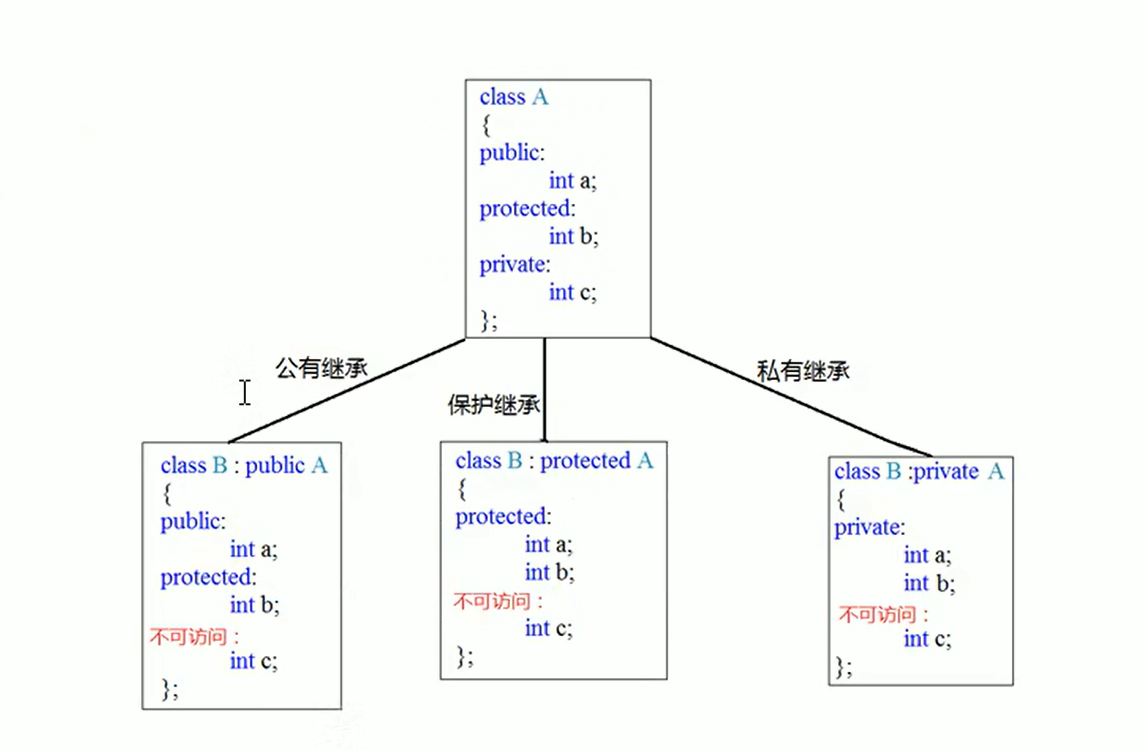 class A
{
public:
int a;
protected:
int b;
private:
int c;
};
公有继承
保护继承
私有继承
class B : public A
{
public:
int a;
protected:
int b;
不可访问：
int c;
};
class B : protected A
{
protected:
int a;
int b;
不可访问：
int c;
};
class B :private A
{
private:
int a;
int b;
不可访问：
int c;
};